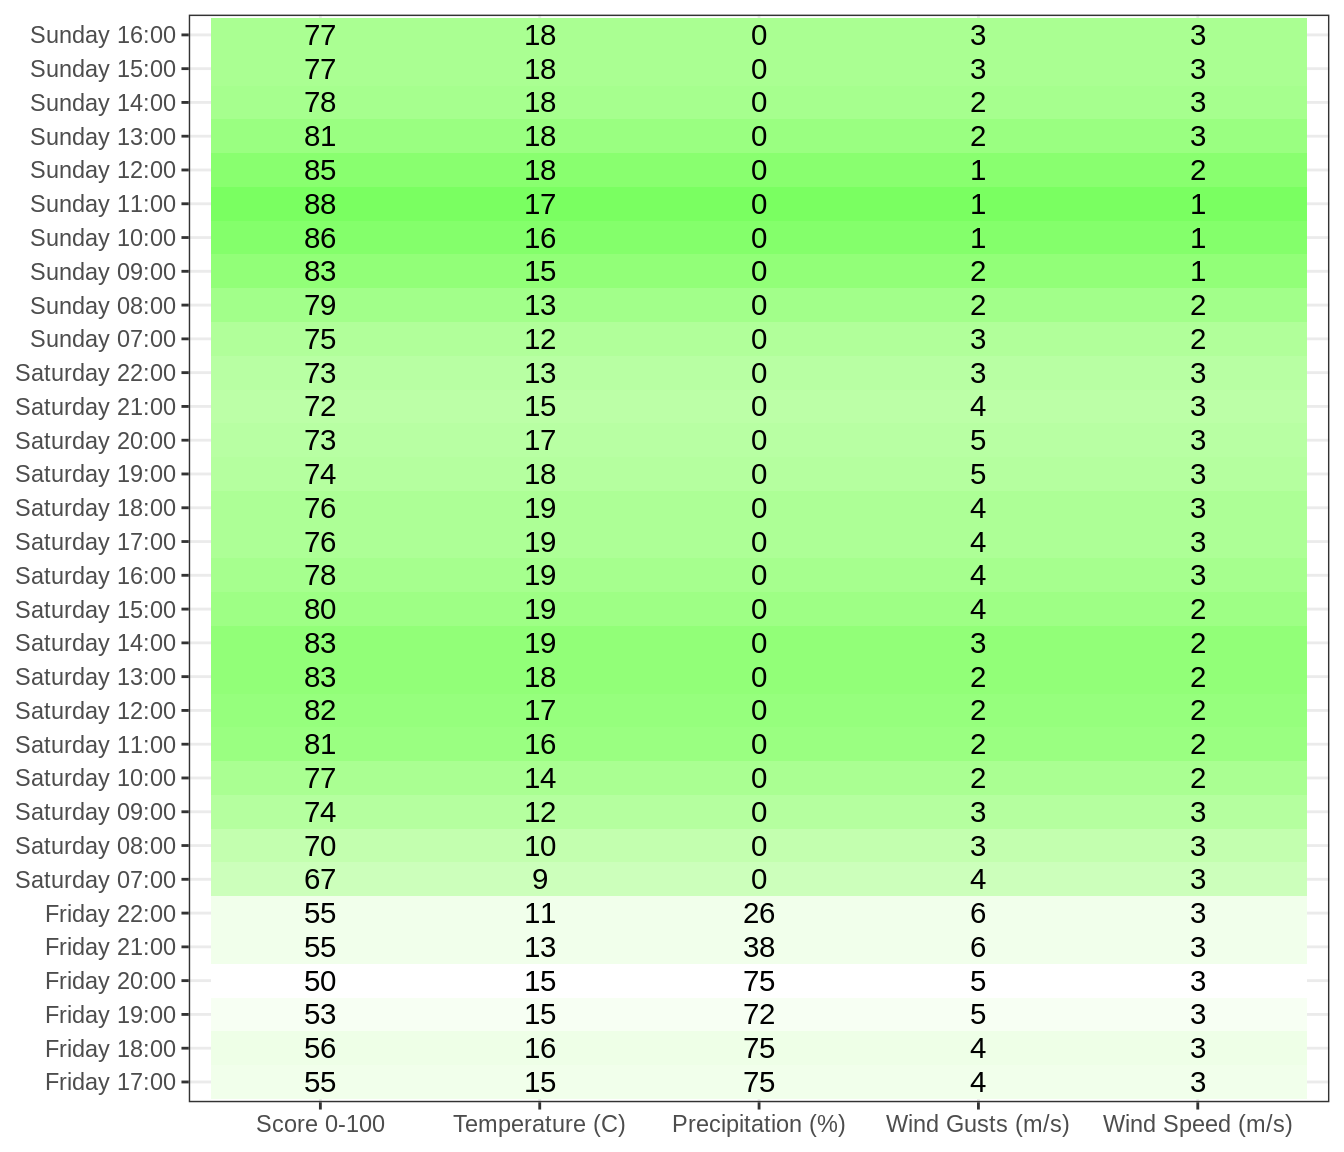 Sunday 16:00 77 18 0 3 3
Sunday 15:00 77 18 0 3 3
Sunday 14:00 78 18 0 2 3
Sunday 13:00 81 18 0 2 3
Sunday 12:00 85 18 0 1 2
Sunday 11:00 88 17 0 1 1
Sunday 10:00 86 16 0 1 1
Sunday 09:00 83 15 0 2 1
Sunday 08:00 79 13 0 2 2
Sunday 07:00 75 12 0 3 2
Saturday 22:00 73 13 0 3 3
Saturday 21:00 72 15 0 4 3
Saturday 20:00 73 17 0 5 3
Saturday 19:00 74 18 0 5 3
Saturday 18:00 76 19 0 4 3
Saturday 17:00 76 19 0 4 3
Saturday 16:00 78 19 0 4 3
Saturday 15:00 80 19 0 4 2
Saturday 14:00 83 19 0 3 2
Saturday 13:00 83 18 0 2 2
Saturday 12:00 82 17 0 2 2
Saturday 11:00 81 16 0 2 2
Saturday 10:00 77 14 0 2 2
Saturday 09:00 74 12 0 3 3
Saturday 08:00 70 10 0 3 3
Saturday 07:00 67 9 0 4 3
Friday 22:00 55 11 26 6 3
Friday 21:00 55 13 38 6 3
Friday 20:00 50 15 75 5 3
Friday 19:00 53 15 72 5 3
Friday 18:00 56 16 75 4 3
Friday 17:00 55 15 75 4 3
Score 0-100 Temperature (C) Precipitation (%) Wind Gusts (m/s) Wind Speed (m/s)